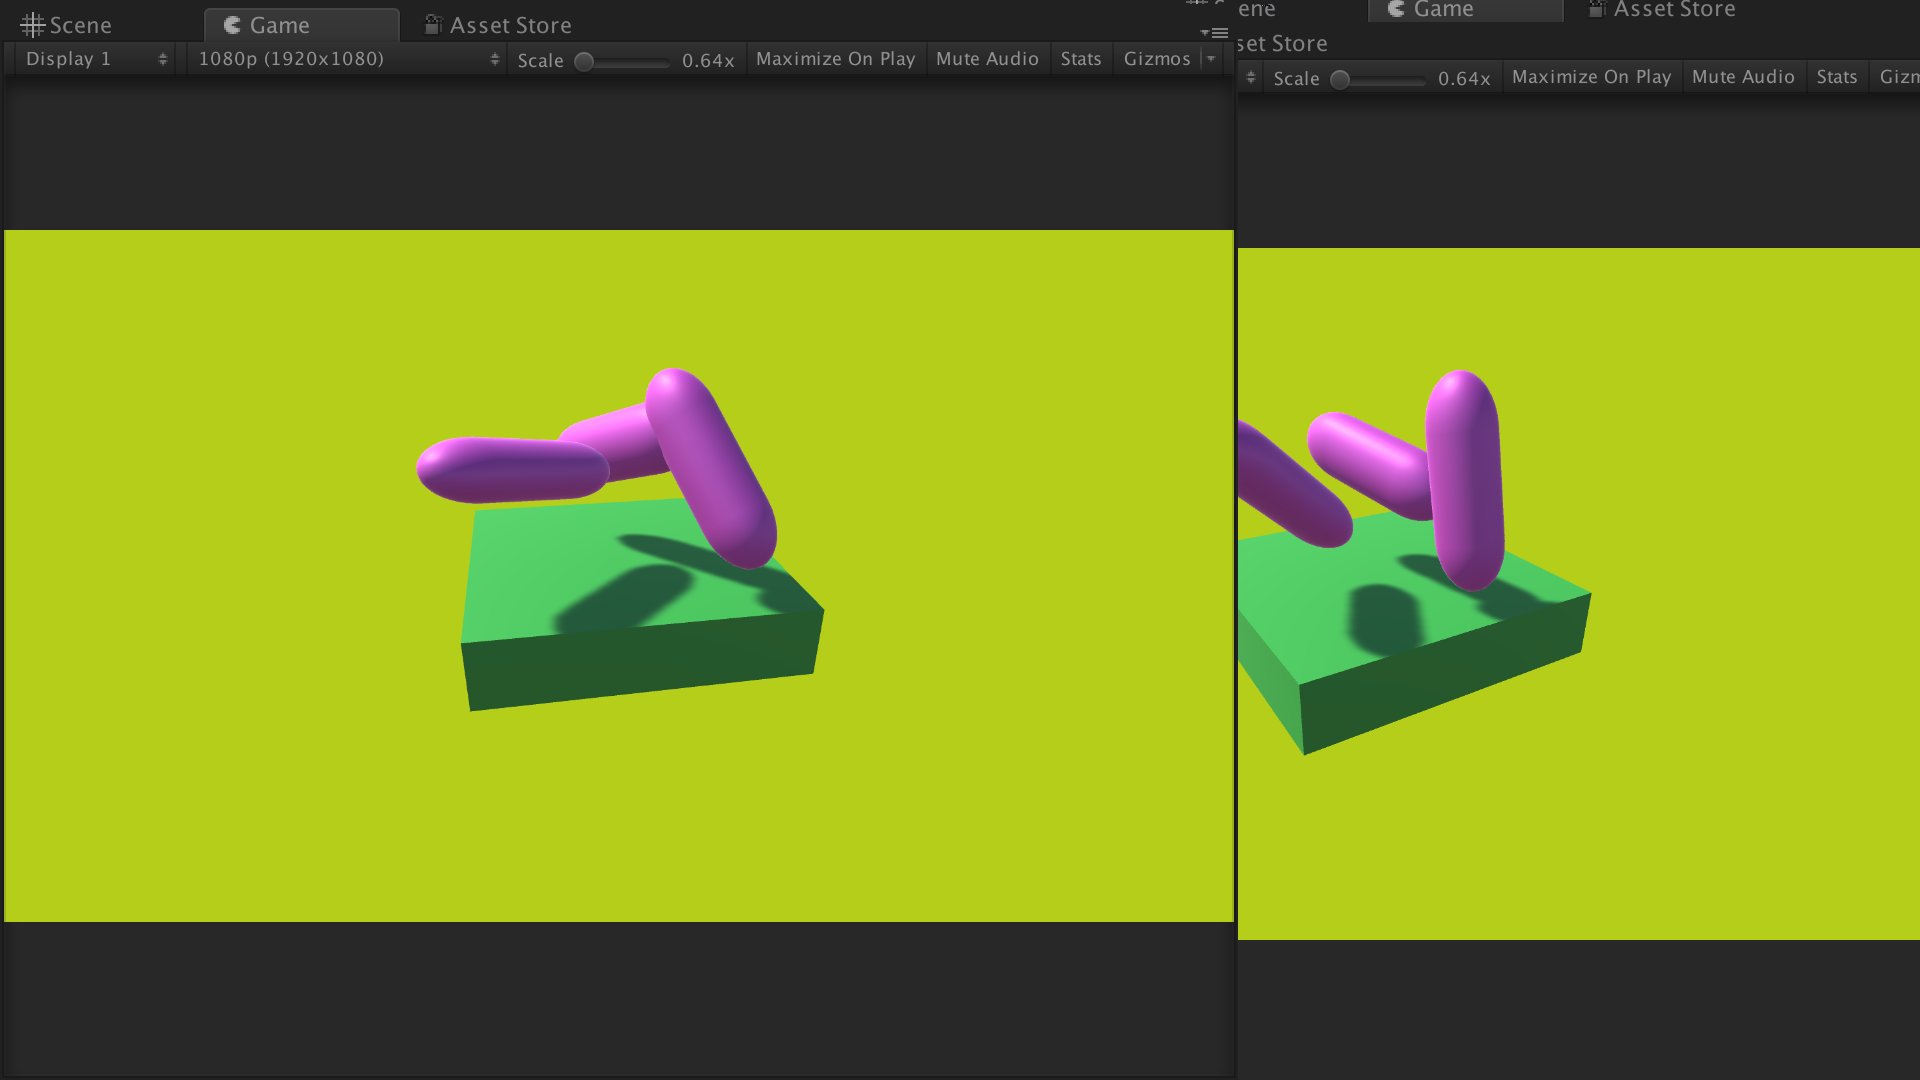 Scene Game Asset Store
Display 1 1080p (1920x1080) Scale 0.64x Maximize On Play Mute Audio Stats Gizmos
ene Game Asset Store
set Store
Scale 0.64x Maximize On Play Mute Audio Stats Gizm